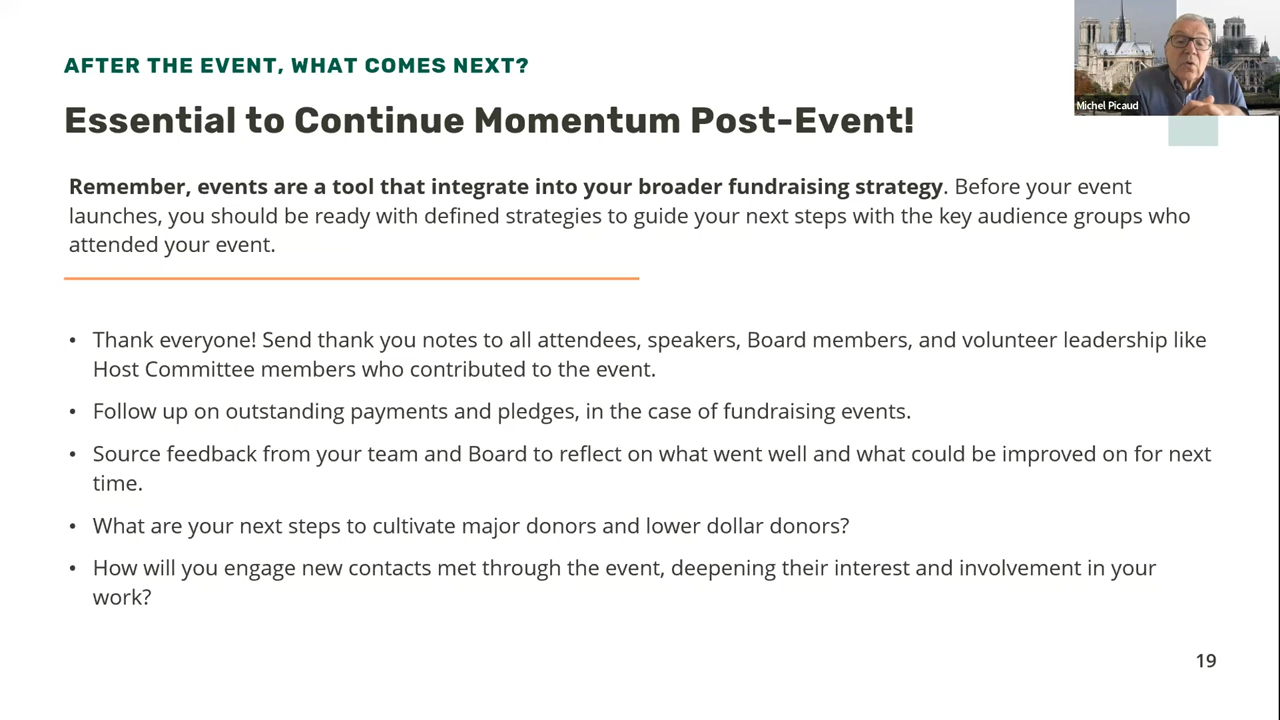 AFTER THE EVENT, WHAT COMES NEXT?
Michel Picaud
Essential to Continue Momentum Post-Event!
Remember, events are a tool that integrate into your broader fundraising strategy. Before your event
launches, you should be ready with defined strategies to guide your next steps with the key audience groups who
attended your event.
• Thank everyone! Send thank you notes to all attendees, speakers, Board members, and volunteer leadership like
Host Committee members who contributed to the event.
• Follow up on outstanding payments and pledges, in the case of fundraising events.
• Source feedback from your team and Board to reflect on what went well and what could be improved on for next
time.
• What are your next steps to cultivate major donors and lower dollar donors?
• How will you engage new contacts met through the event, deepening their interest and involvement in your
work?
19